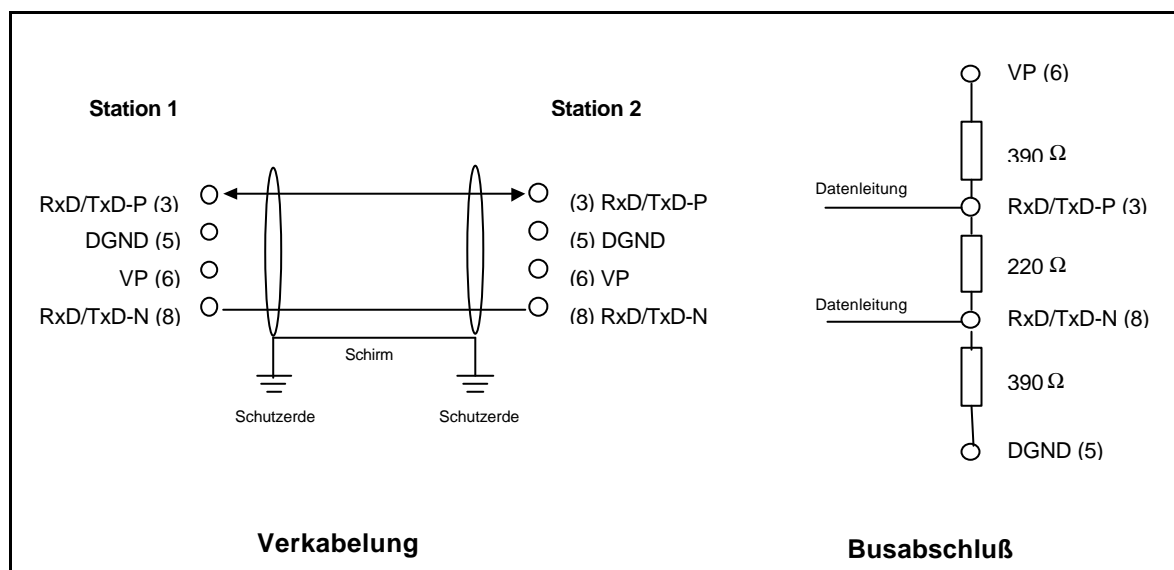 Station 1
Station 2
RxD/TxD-P (3)
DGND (5)
VP (6)
RxD/TxD-N (8)
(3) RxD/TxD-P
(5) DGND
(6) VP
(8) RxD/TxD-N
Schirm
Schutzerde
Schutzerde
Verkabelung
VP (6)
390 Ω
Datenleitung
RxD/TxD-P (3)
220 Ω
Datenleitung
RxD/TxD-N (8)
390 Ω
DGND (5)
Busabschluß